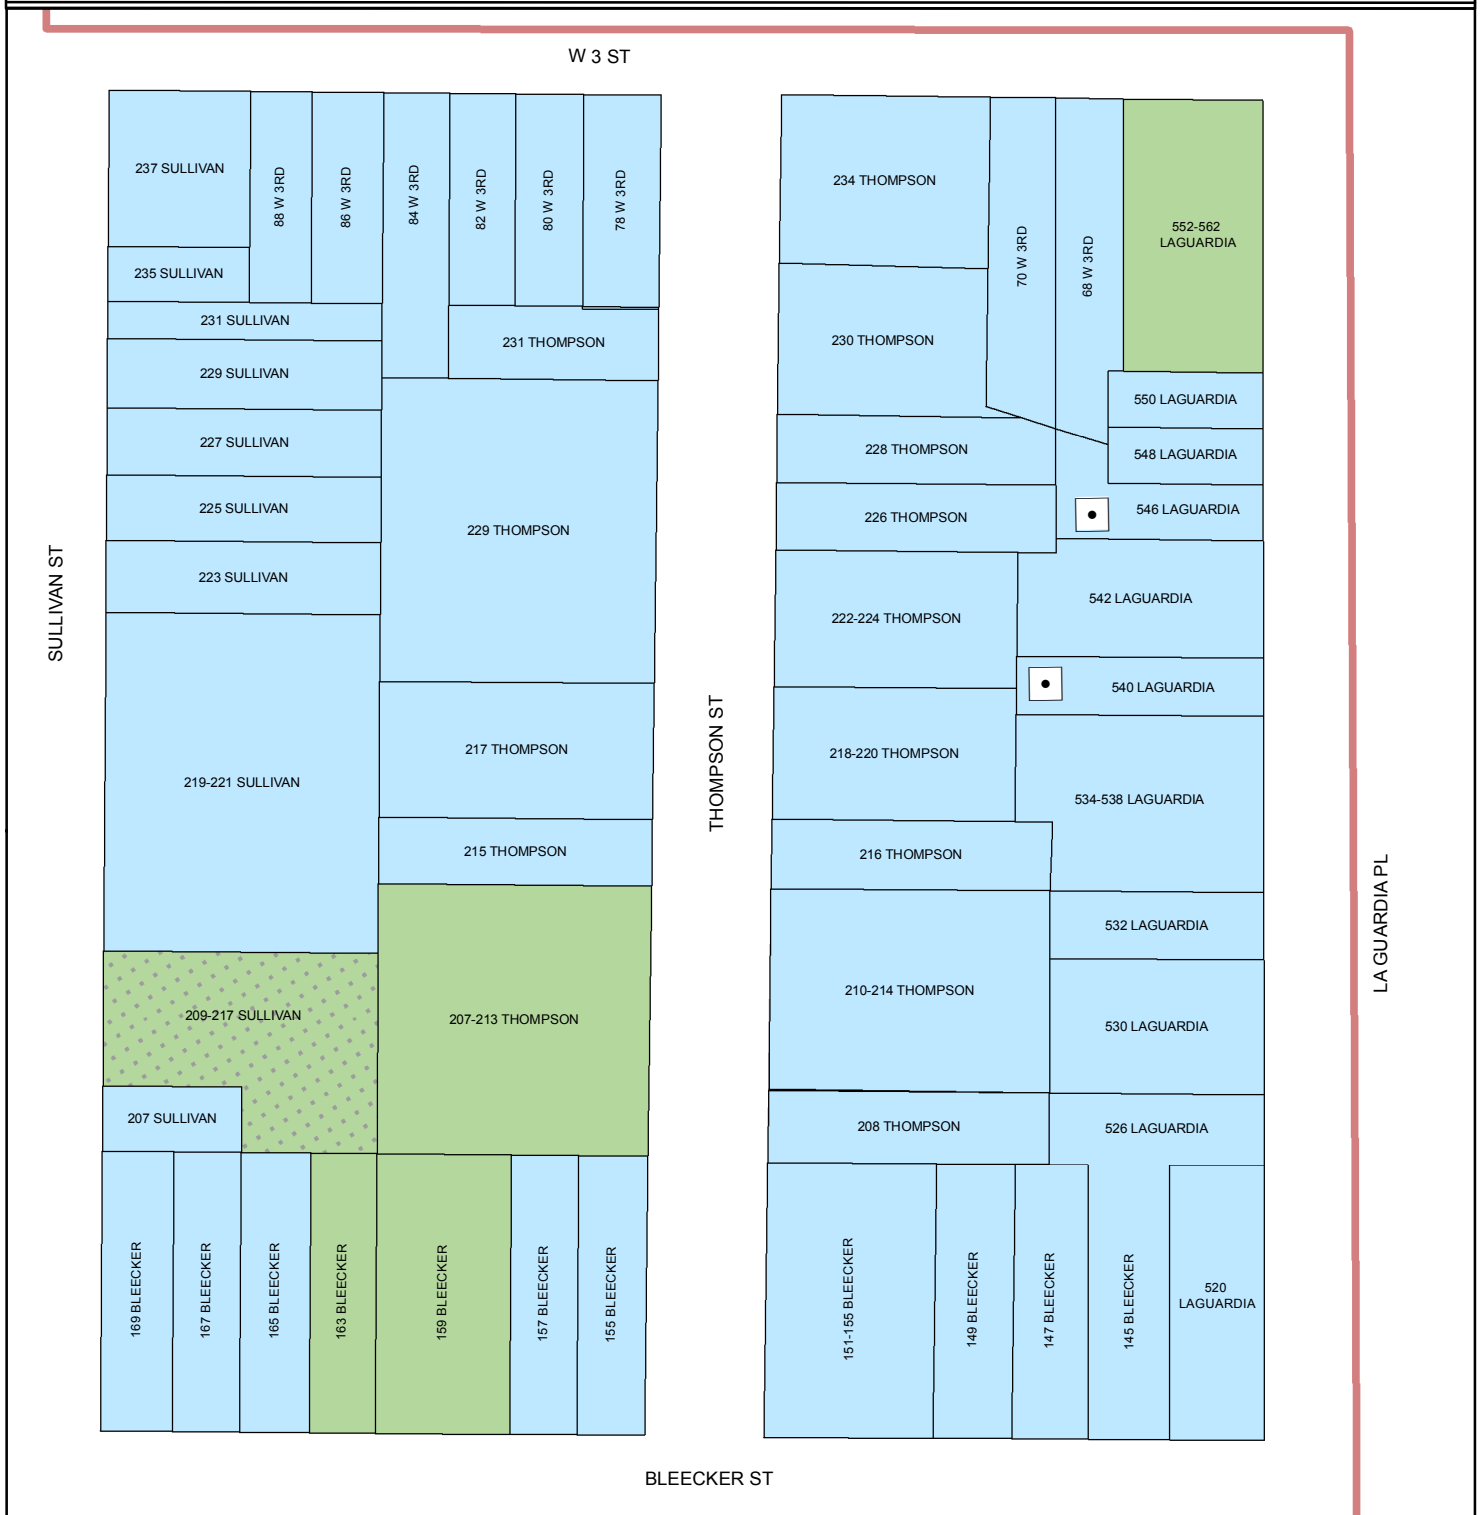 W 3 ST
237 SULLIVAN
88 W 3RD
86 W 3RD
84 W 3RD
82 W 3RD
80 W 3RD
78 W 3RD
235 SULLIVAN
231 SULLIVAN
231 THOMPSON
229 SULLIVAN
227 SULLIVAN
225 SULLIVAN
229 THOMPSON
223 SULLIVAN
SULLIVAN ST
219-221 SULLIVAN
217 THOMPSON
215 THOMPSON
209-217 SULLIVAN
207-213 THOMPSON
207 SULLIVAN
169 BLEECKER
167 BLEECKER
165 BLEECKER
163 BLEECKER
159 BLEECKER
157 BLEECKER
155 BLEECKER
THOMPSON ST
234 THOMPSON
70 W 3RD
68 W 3RD
552-562
LAGUARDIA
230 THOMPSON
550 LAGUARDIA
228 THOMPSON
548 LAGUARDIA
226 THOMPSON
546 LAGUARDIA
222-224 THOMPSON
542 LAGUARDIA
540 LAGUARDIA
218-220 THOMPSON
534-538 LAGUARDIA
216 THOMPSON
532 LAGUARDIA
210-214 THOMPSON
530 LAGUARDIA
208 THOMPSON
526 LAGUARDIA
151-155 BLEECKER
149 BLEECKER
147 BLEECKER
145 BLEECKER
520
LAGUARDIA
LA GUARDIA PL
BLEECKER ST